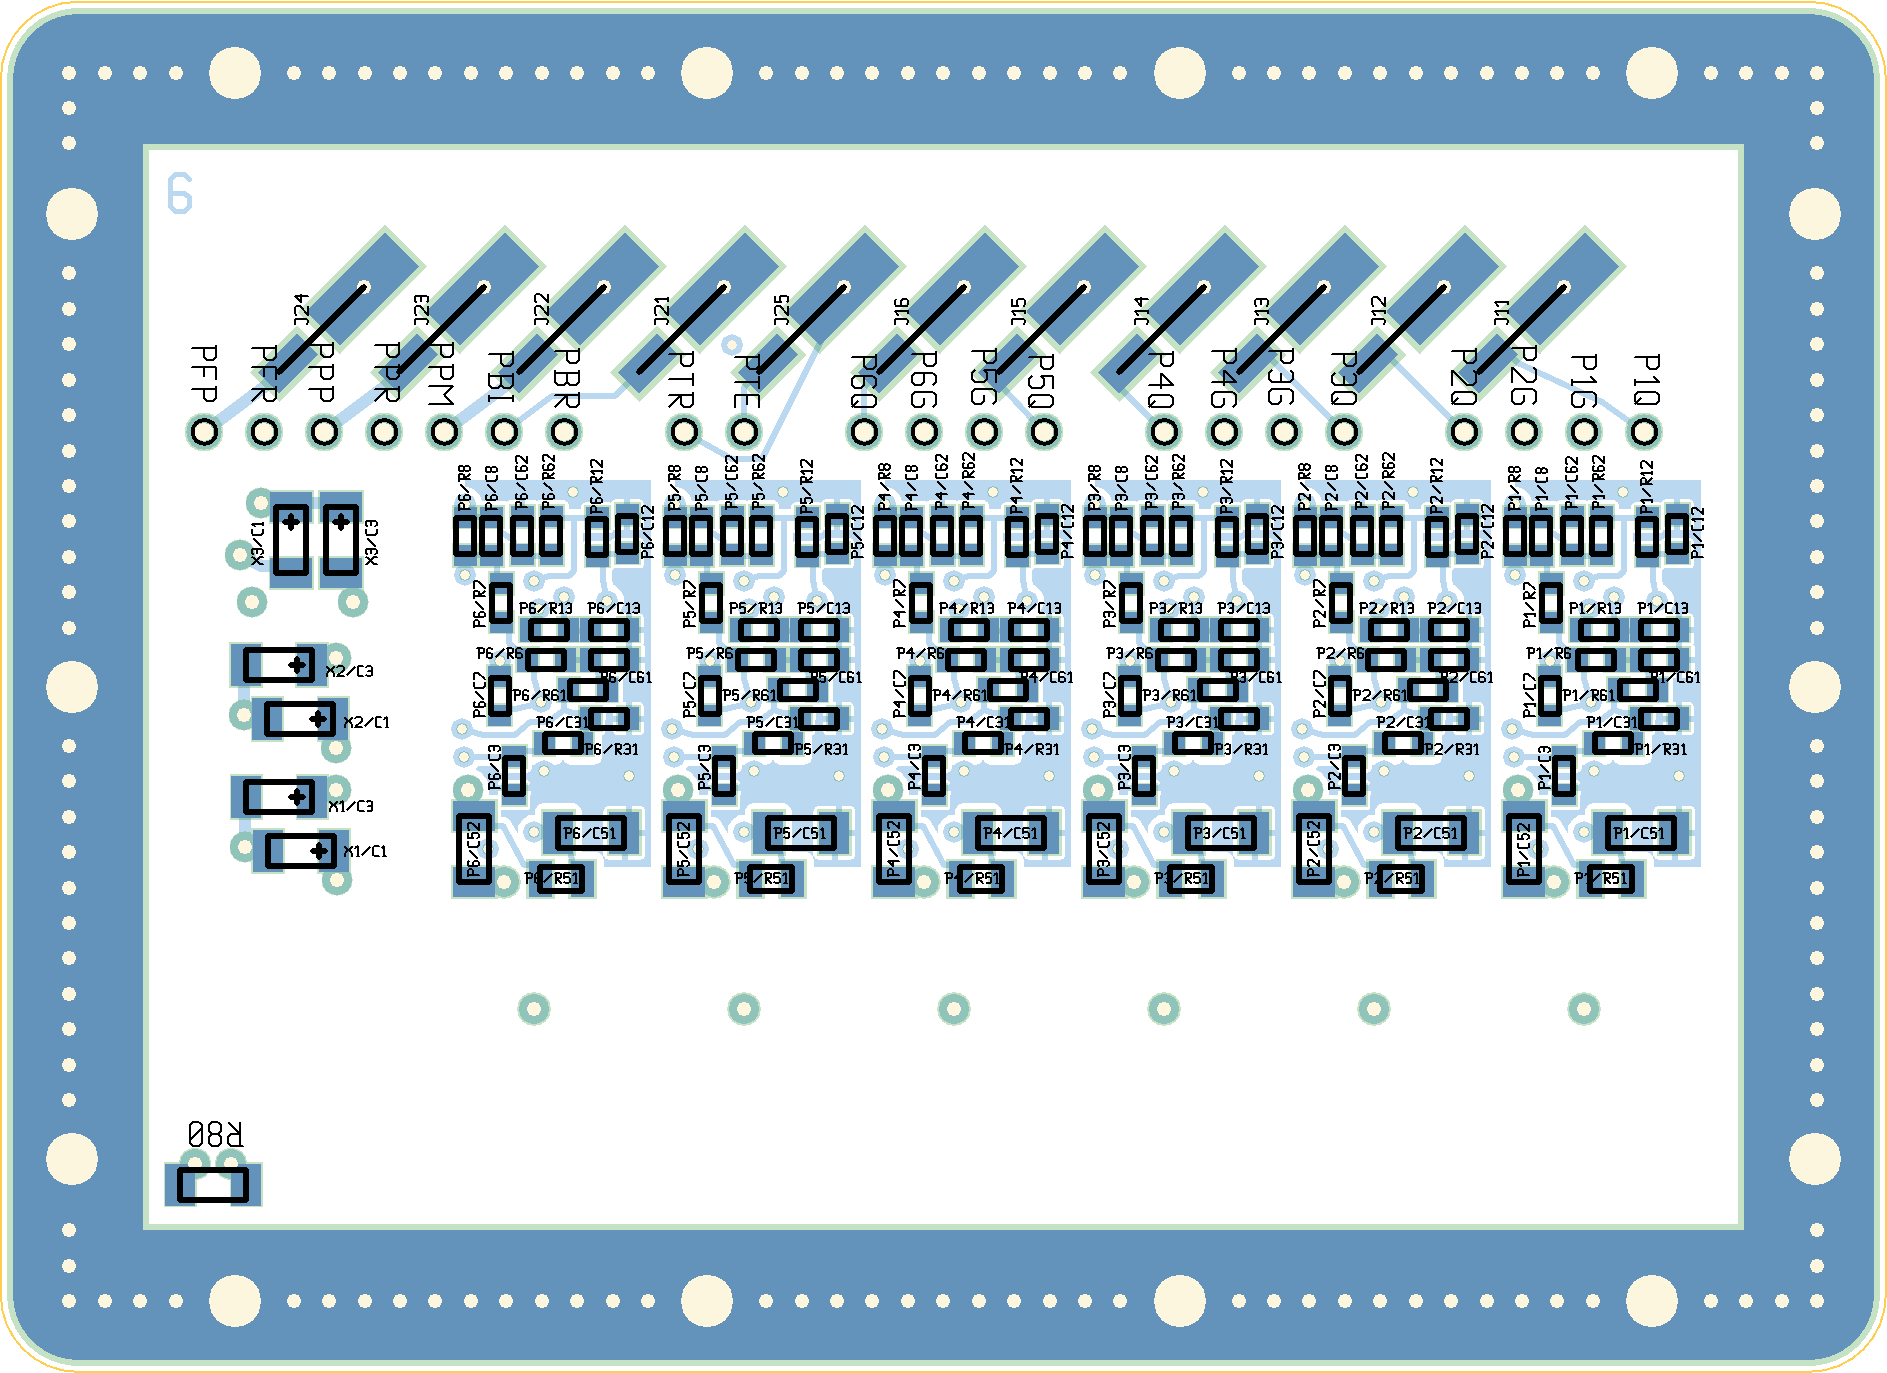 6
J24 J23 J22 J21 J25 J16 J15 J14 J13 J12 J11
PFP PFR PPP PPR PPM PBI PBR PTR PTE P6Q P6G P5G P5Q P4Q P4G P3G P3Q P2Q P2G P1G P1Q
P6/R8 P6/C8 P6/C62 P6/R62 P6/R12 P5/R8 P5/C8 P5/C62 P5/R62 P5/R12 P4/R8 P4/C8 P4/C62 P4/R62 P4/R12 P3/R8 P3/C8 P3/C62 P3/R62 P3/R12 P2/R8 P2/C8 P2/C62 P2/R62 P2/R12 P1/R8 P1/C8 P1/C62 P1/R62 P1/R12
X3/C1 X3/C3 P6/C12 P5/C12 P4/C12 P3/C12 P2/C12 P1/C12
P6/R7 P5/R7 P4/R7 P3/R7 P2/R7 P1/R7
P6/R13 P6/C13 P5/R13 P5/C13 P4/R13 P4/C13 P3/R13 P3/C13 P2/R13 P2/C13 P1/R13 P1/C13
P6/R6 P5/R6 P4/R6 P3/R6 P2/R6 P1/R6
X2/C3 P6/C61 P5/C61 P4/C61 P3/C61 P2/C61 P1/C61
P6/C7 P6/R61 P5/C7 P5/R61 P4/C7 P4/R61 P3/C7 P3/R61 P2/C7 P2/R61 P1/C7 P1/R61
X2/C1 P6/C31 P5/C31 P4/C31 P3/C31 P2/C31 P1/C31
P6/R31 P5/R31 P4/R31 P3/R31 P2/R31 P1/R31
P6/C3 P5/C3 P4/C3 P3/C3 P2/C3 P1/C3
X1/C3
P6/C52 P6/C51 P5/C52 P5/C51 P4/C52 P4/C51 P3/C52 P3/C51 P2/C52 P2/C51 P1/C52 P1/C51
X1/C1
P6/R51 P5/R51 P4/R51 P3/R51 P2/R51 P1/R51
R80